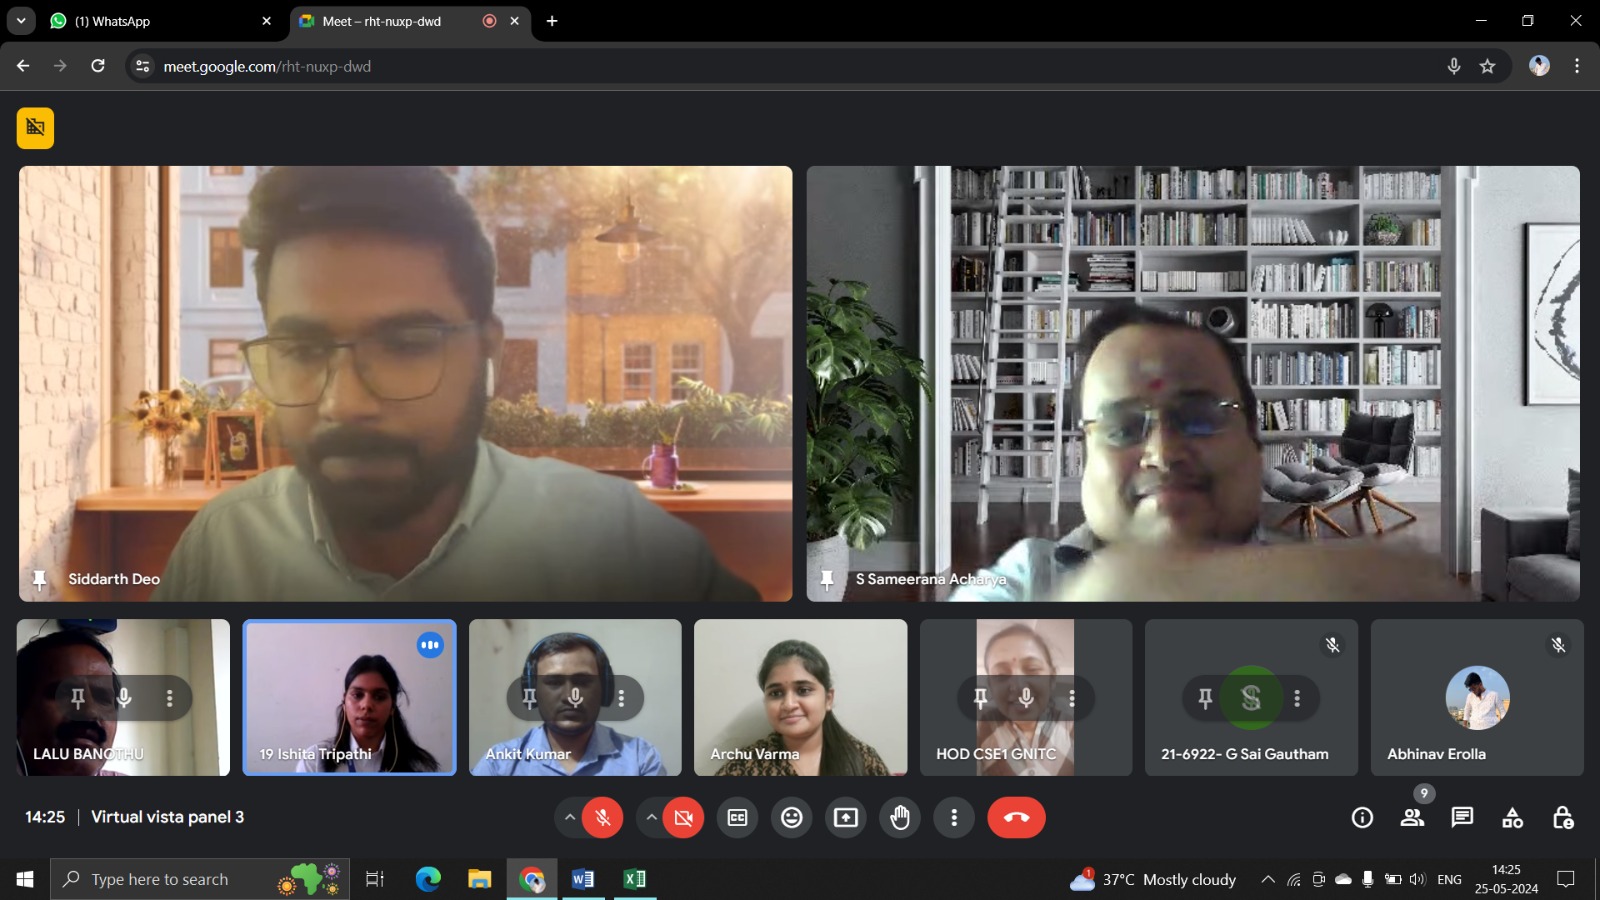 (1) WhatsApp
Meet – rht-nuxp-dwd
meet.google.com/rht-nuxp-dwd
Siddarth Deo
S Sameerana Acharya
LALU BANOTHU
19 Ishita Tripathi
Ankit Kumar
Archu Varma
HOD CSE1 GNITC
21-6922- G Sai Gautham
Abhinav Erolla
14:25 | Virtual vista panel 3
CC
9
Type here to search
1
37°C Mostly cloudy
ENG
14:25
25-05-2024